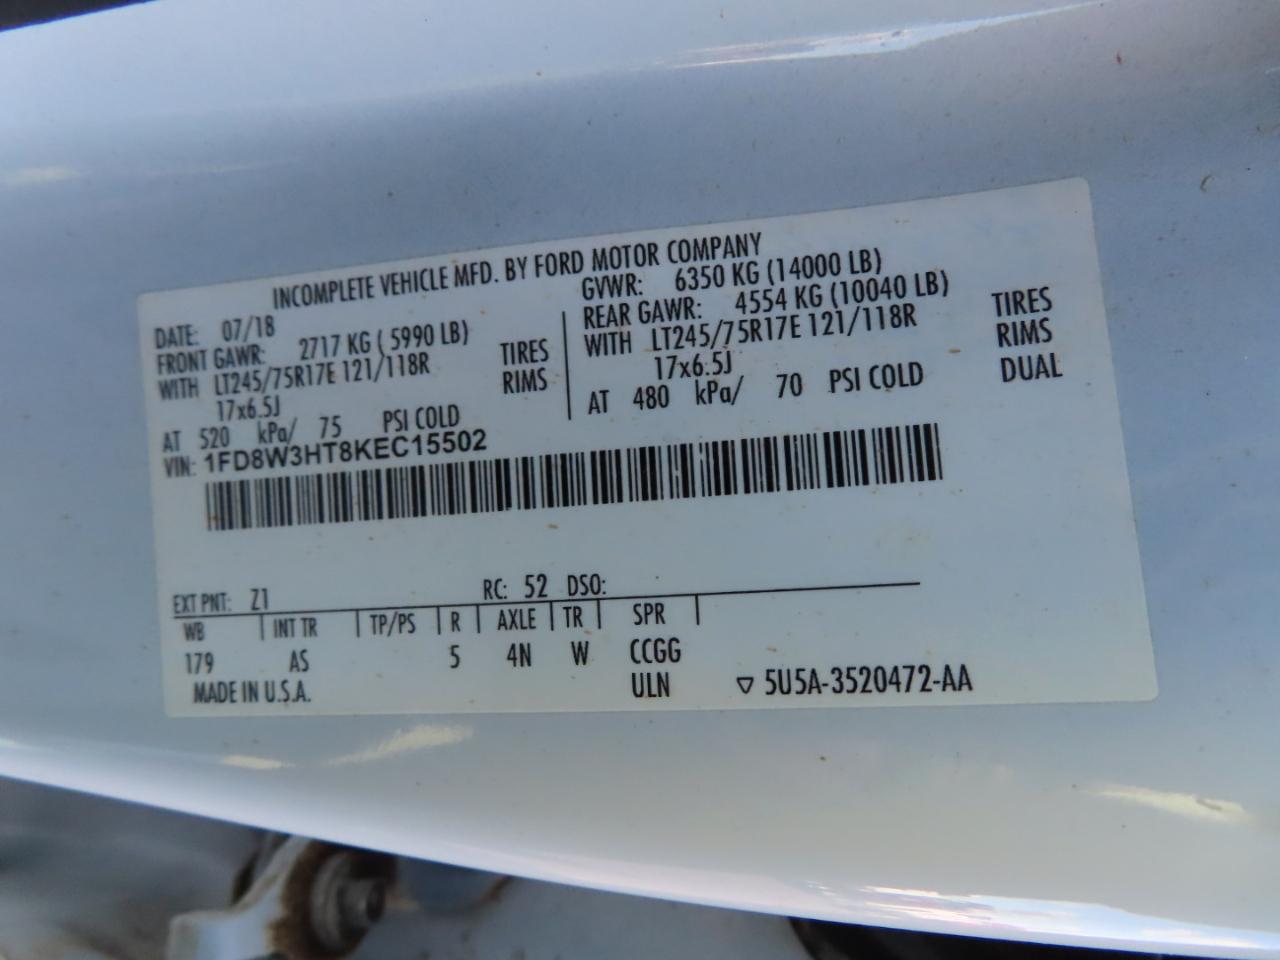 INCOMPLETE VEHICLE MFD. BY FORD MOTOR COMPANY
DATE: 07/18
GVWR: 6350 KG (14000 LB)
FRONT GAWR: 2717 KG ( 5990 LB)
REAR GAWR: 4554 KG (10040 LB)
WITH LT245/75R17E 121/118R TIRES
WITH LT245/75R17E 121/118R TIRES
17x6.5J RIMS
17x6.5J RIMS
AT 520 kPa/ 75 PSI COLD
AT 480 kPa/ 70 PSI COLD DUAL
VIN: 1FD8W3HT8KEC15502
EXT PNT: Z1 RC: 52 DSO:
WB INT TR TP/PS R AXLE TR SPR
179 AS 5 4N W CCGG
MADE IN U.S.A. ULN ▽ 5U5A-3520472-AA